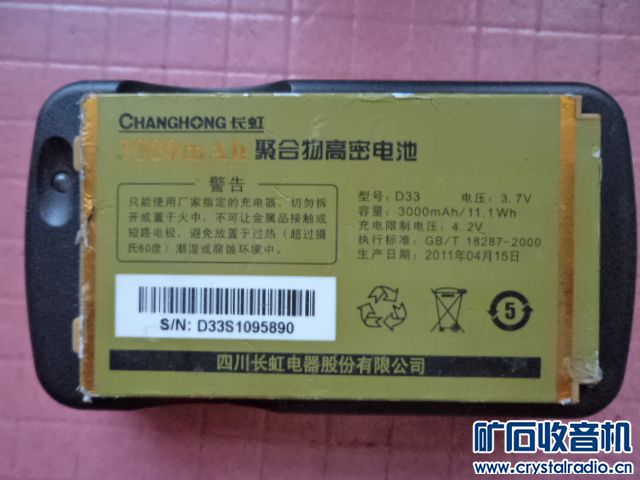 CHANGHONG 长虹
3000mAh 聚合物高密电池
警告
只能使用厂家指定的充电器，切勿拆
开或置于火中，不可让金属品接触或
短路电极，避免放置于过热（超过摄
氏60度）潮湿或腐蚀环境中。
型号：D33 电压：3.7V
容量：3000mAh/11.1Wh
充电限制电压：4.2V
执行标准：GB/T 18287-2000
生产日期：2011年04月15日
S/N: D33S1095890
5
四川长虹电器股份有限公司
矿石收音机
www.crystalradio.cn